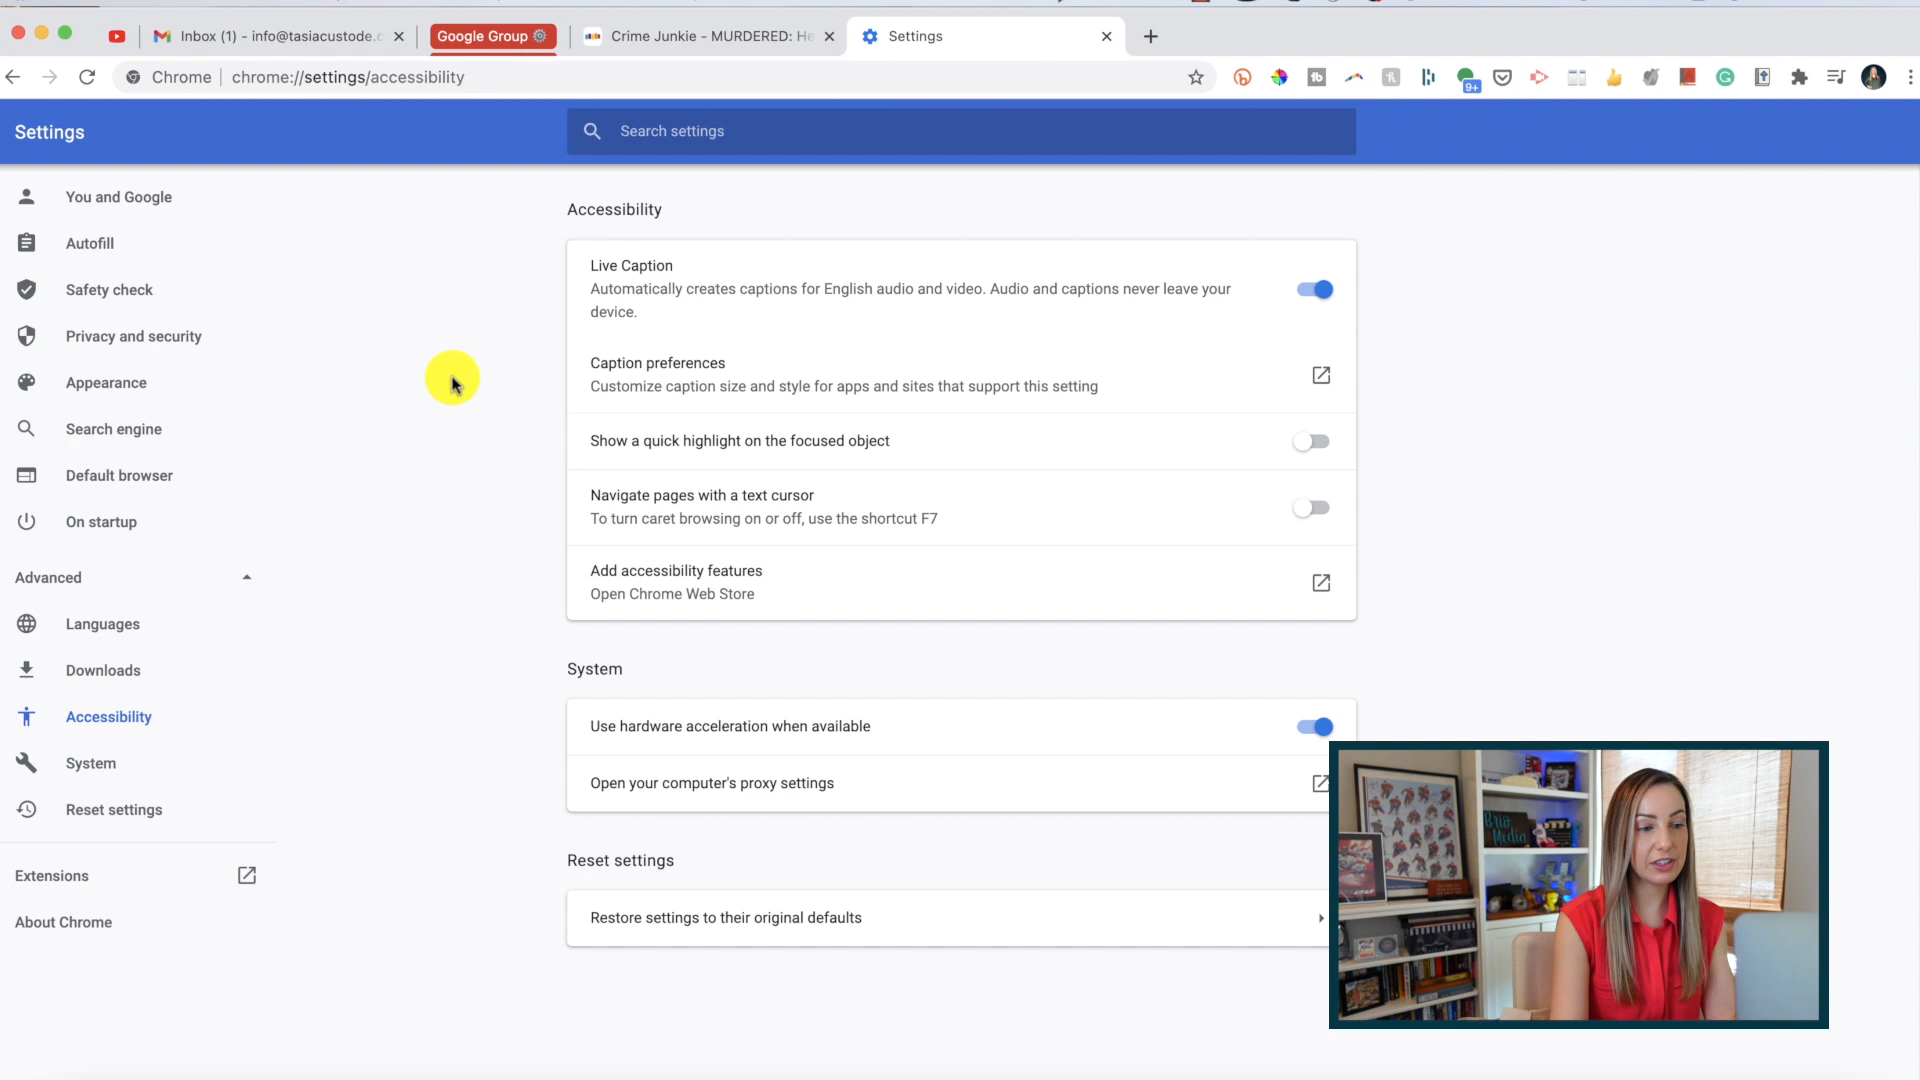 Inbox (1) - info@tasiacustode.c
Google Group
Crime Junkie - MURDERED: He
Settings
Chrome
chrome://settings/accessibility
9+
Settings
Search settings
You and Google
Autofill
Safety check
Privacy and security
Appearance
Search engine
Default browser
On startup
Advanced
Languages
Downloads
Accessibility
System
Reset settings
Extensions
About Chrome
Accessibility
Live Caption
Automatically creates captions for English audio and video. Audio and captions never leave your
device.
Caption preferences
Customize caption size and style for apps and sites that support this setting
Show a quick highlight on the focused object
Navigate pages with a text cursor
To turn caret browsing on or off, use the shortcut F7
Add accessibility features
Open Chrome Web Store
System
Use hardware acceleration when available
Open your computer's proxy settings
Reset settings
Restore settings to their original defaults
Brio
Media